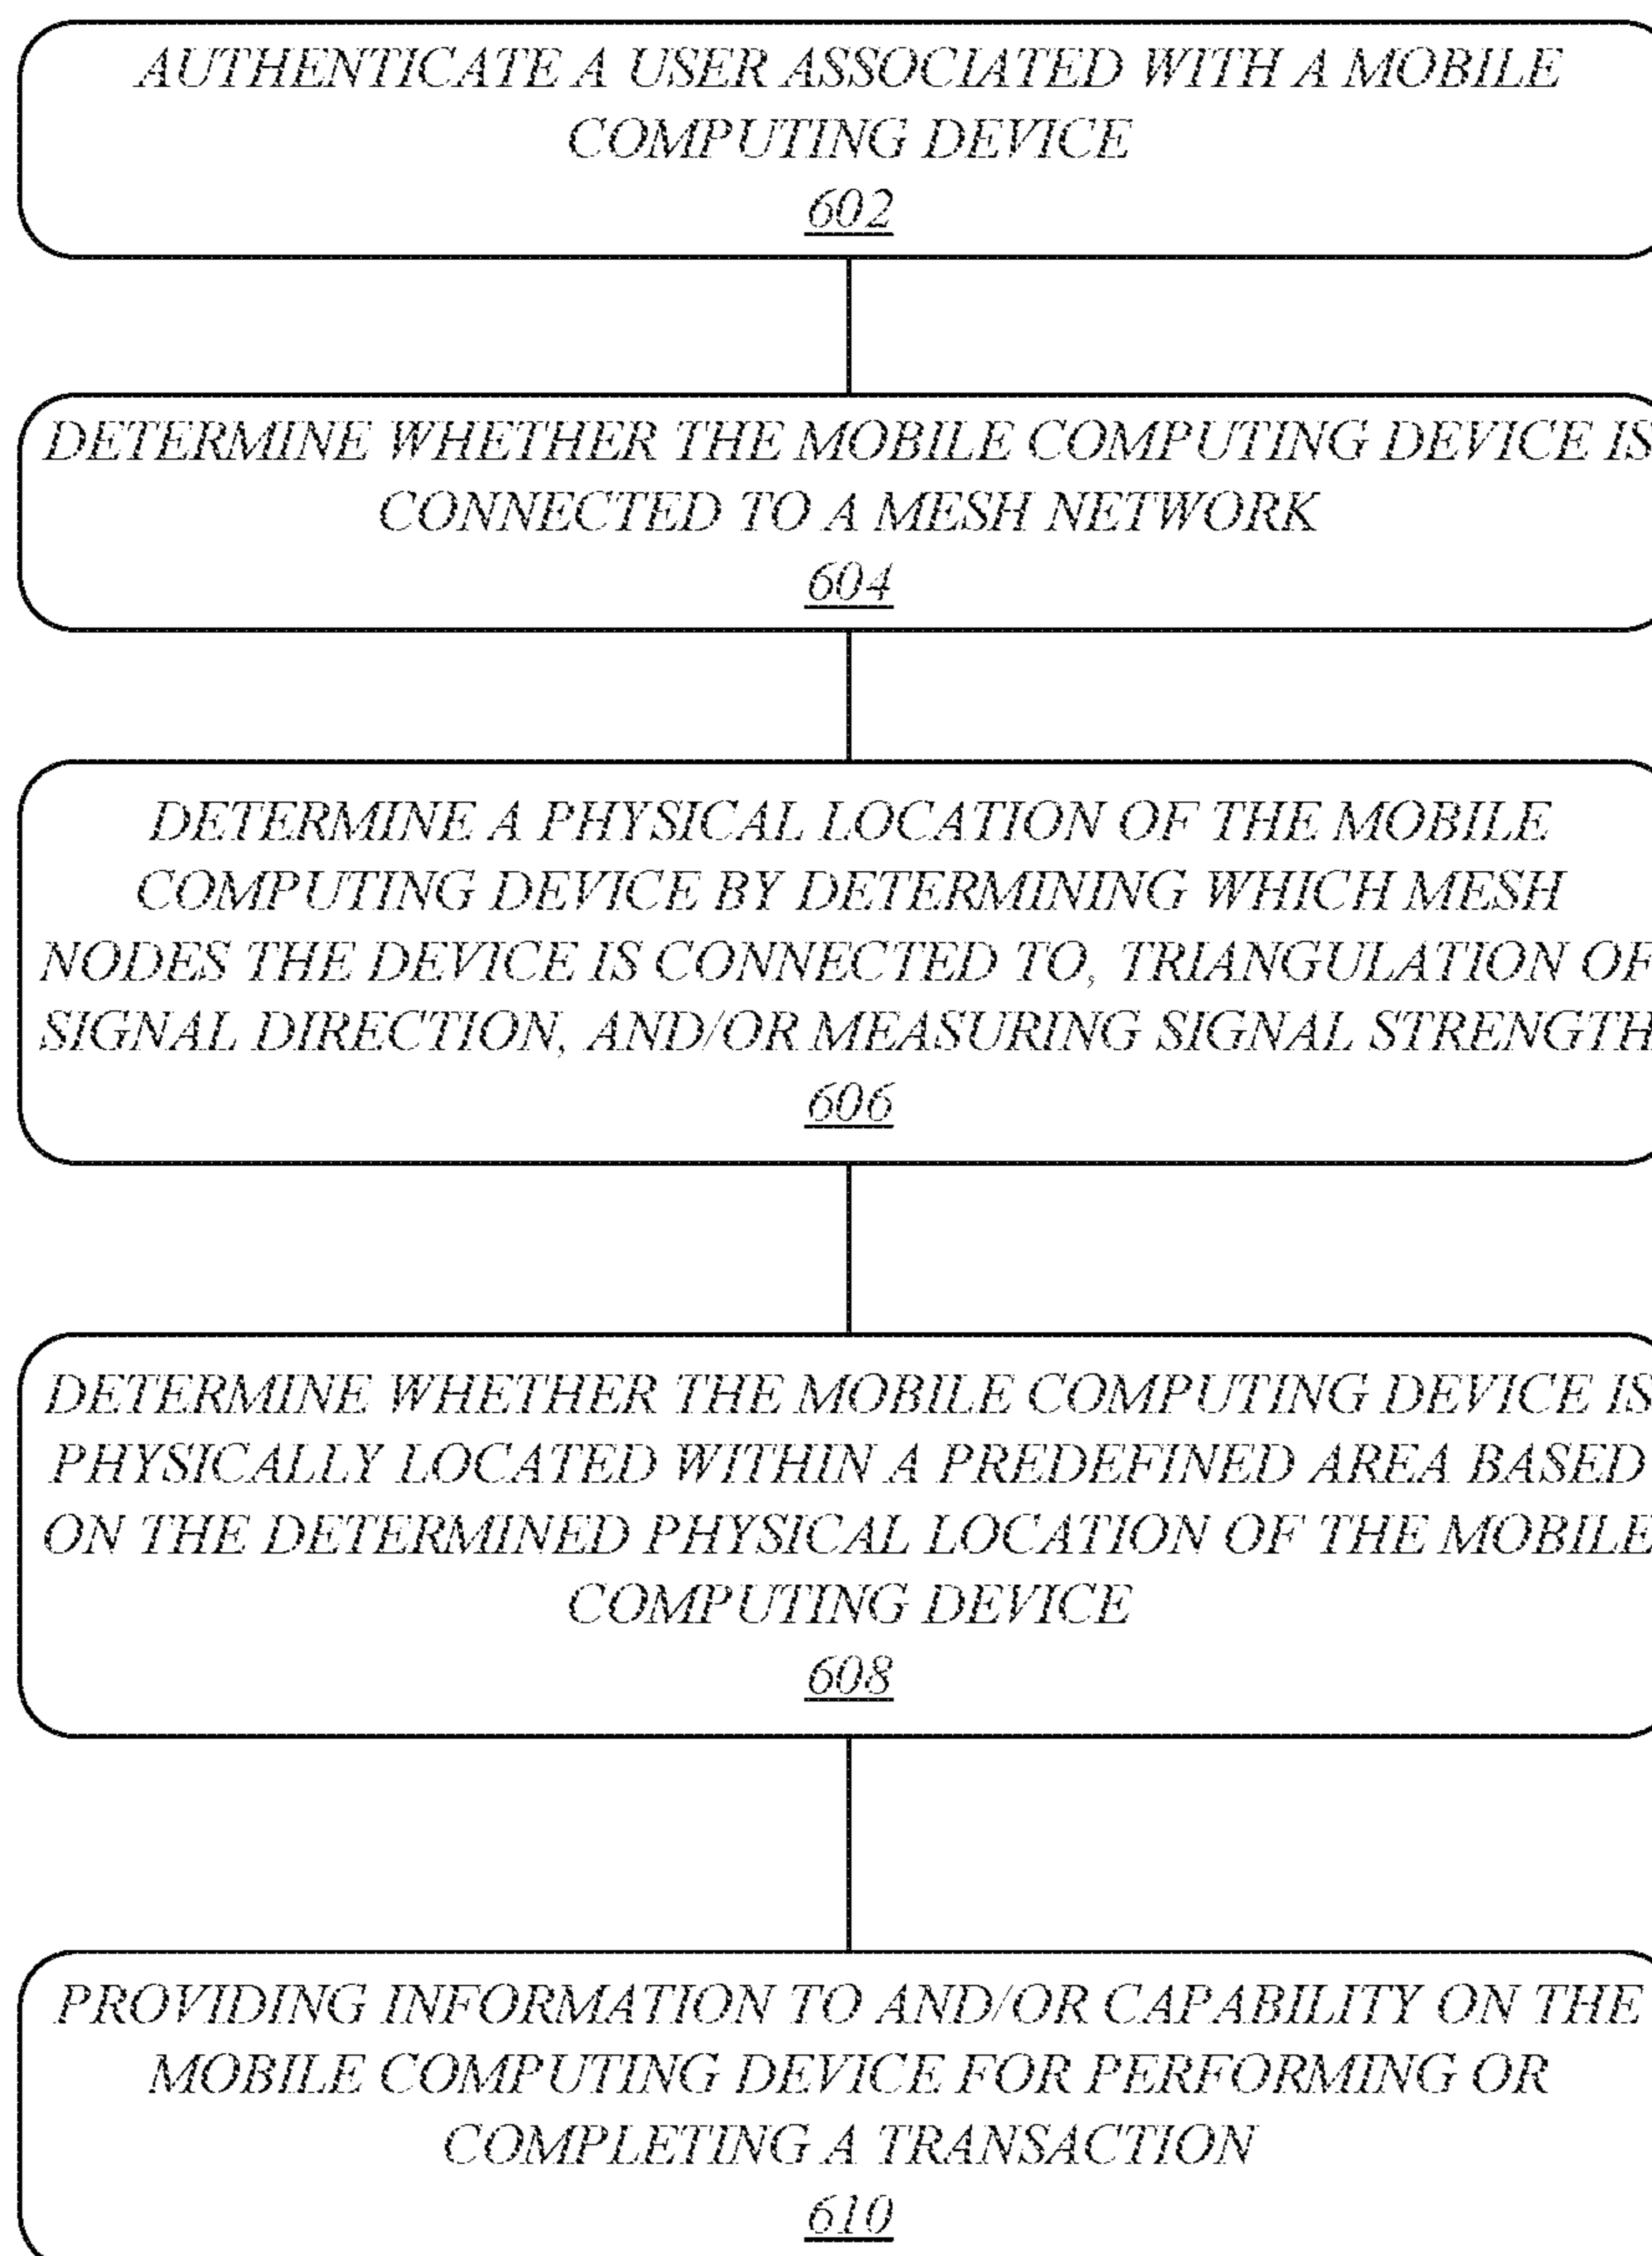 AUTHENTICATE A USER ASSOCIATED WITH A MOBILE
COMPUTING DEVICE
602
DETERMINE WHETHER THE MOBILE COMPUTING DEVICE IS
CONNECTED TO A MESH NETWORK
604
DETERMINE A PHYSICAL LOCATION OF THE MOBILE
COMPUTING DEVICE BY DETERMINING WHICH MESH
NODES THE DEVICE IS CONNECTED TO, TRIANGULATION OF
SIGNAL DIRECTION, AND/OR MEASURING SIGNAL STRENGTH
606
DETERMINE WHETHER THE MOBILE COMPUTING DEVICE IS
PHYSICALLY LOCATED WITHIN A PREDEFINED AREA BASED
ON THE DETERMINED PHYSICAL LOCATION OF THE MOBILE
COMPUTING DEVICE
608
PROVIDING INFORMATION TO AND/OR CAPABILITY ON THE
MOBILE COMPUTING DEVICE FOR PERFORMING OR
COMPLETING A TRANSACTION
610